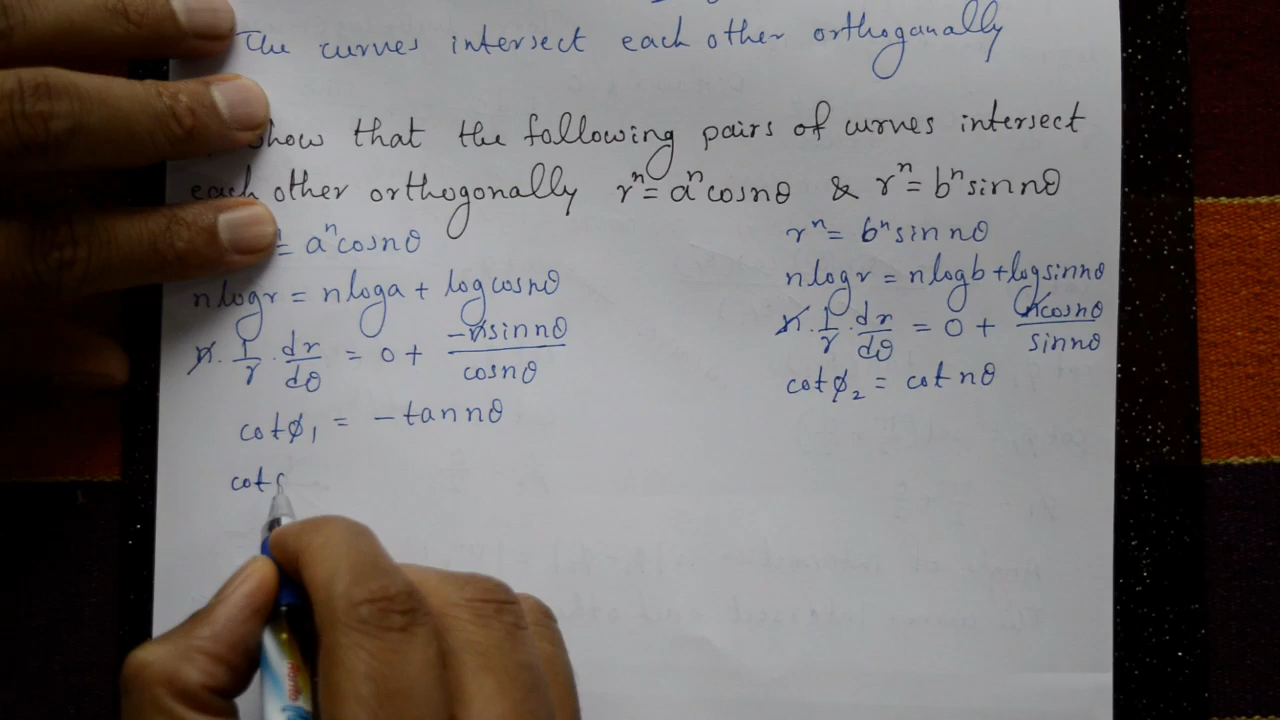 The curves intersect each other orthogonally
show that the following pairs of curves intersect
each other orthogonally rⁿ = aⁿ cos nθ & rⁿ = bⁿ sin nθ
= aⁿ cos nθ
n log r = n log a + log cos nθ
n . 1/r . dr/dθ = 0 + -n sin nθ / cos nθ
cot φ₁ = - tan nθ
cot
rⁿ = bⁿ sin nθ
n log r = n log b + log sin nθ
n . 1/r . dr/dθ = 0 + n cos nθ / sin nθ
cot φ₂ = cot nθ